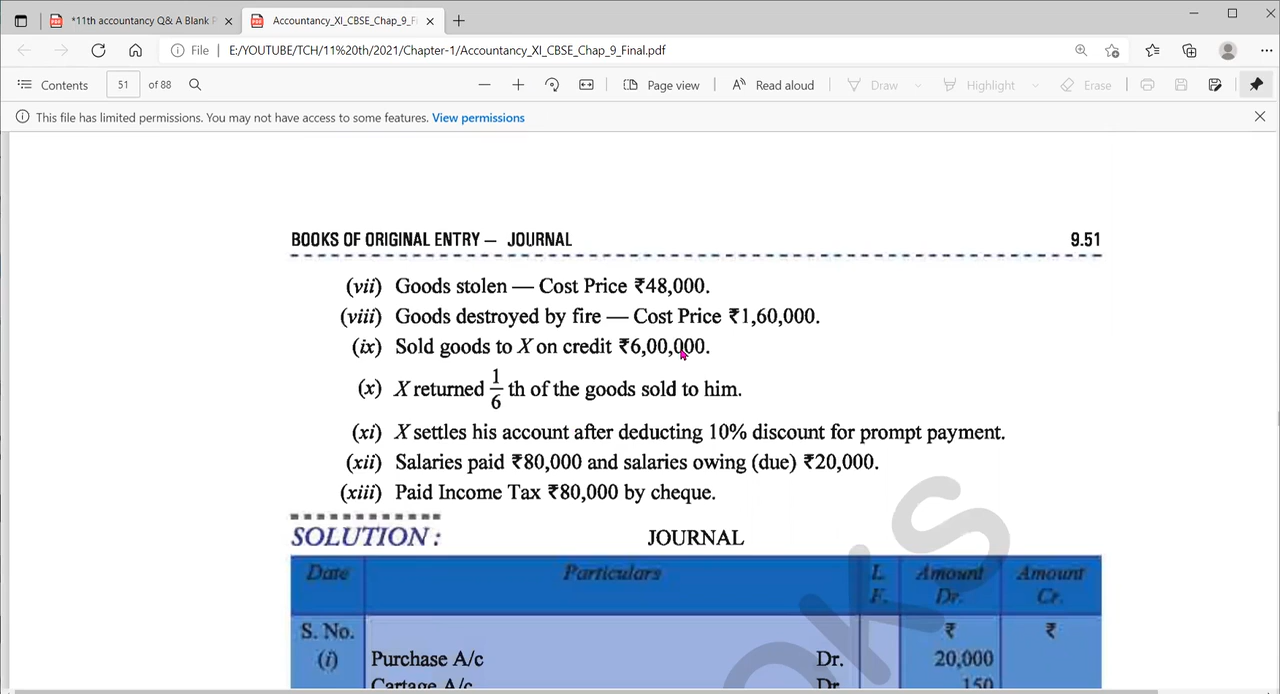 *11th accountancy Q& A Blank P
Accountancy_XI_CBSE_Chap_9_Fi
File
E:/YOUTUBE/TCH/11%20th/2021/Chapter-1/Accountancy_XI_CBSE_Chap_9_Final.pdf
Contents 51 of 88 Page view Read aloud Draw Highlight Erase
This file has limited permissions. You may not have access to some features. View permissions
BOOKS OF ORIGINAL ENTRY — JOURNAL 9.51
(vii) Goods stolen — Cost Price ₹48,000.
(viii) Goods destroyed by fire — Cost Price ₹1,60,000.
(ix) Sold goods to X on credit ₹6,00,000.
(x) X returned 1/6 th of the goods sold to him.
(xi) X settles his account after deducting 10% discount for prompt payment.
(xii) Salaries paid ₹80,000 and salaries owing (due) ₹20,000.
(xiii) Paid Income Tax ₹80,000 by cheque.
SOLUTION : JOURNAL
Date Particulars L. F. Amount Dr. Amount Cr.
S. No. ₹ ₹
(i) Purchase A/c Dr. 20,000
Cartage A/c Dr. 150